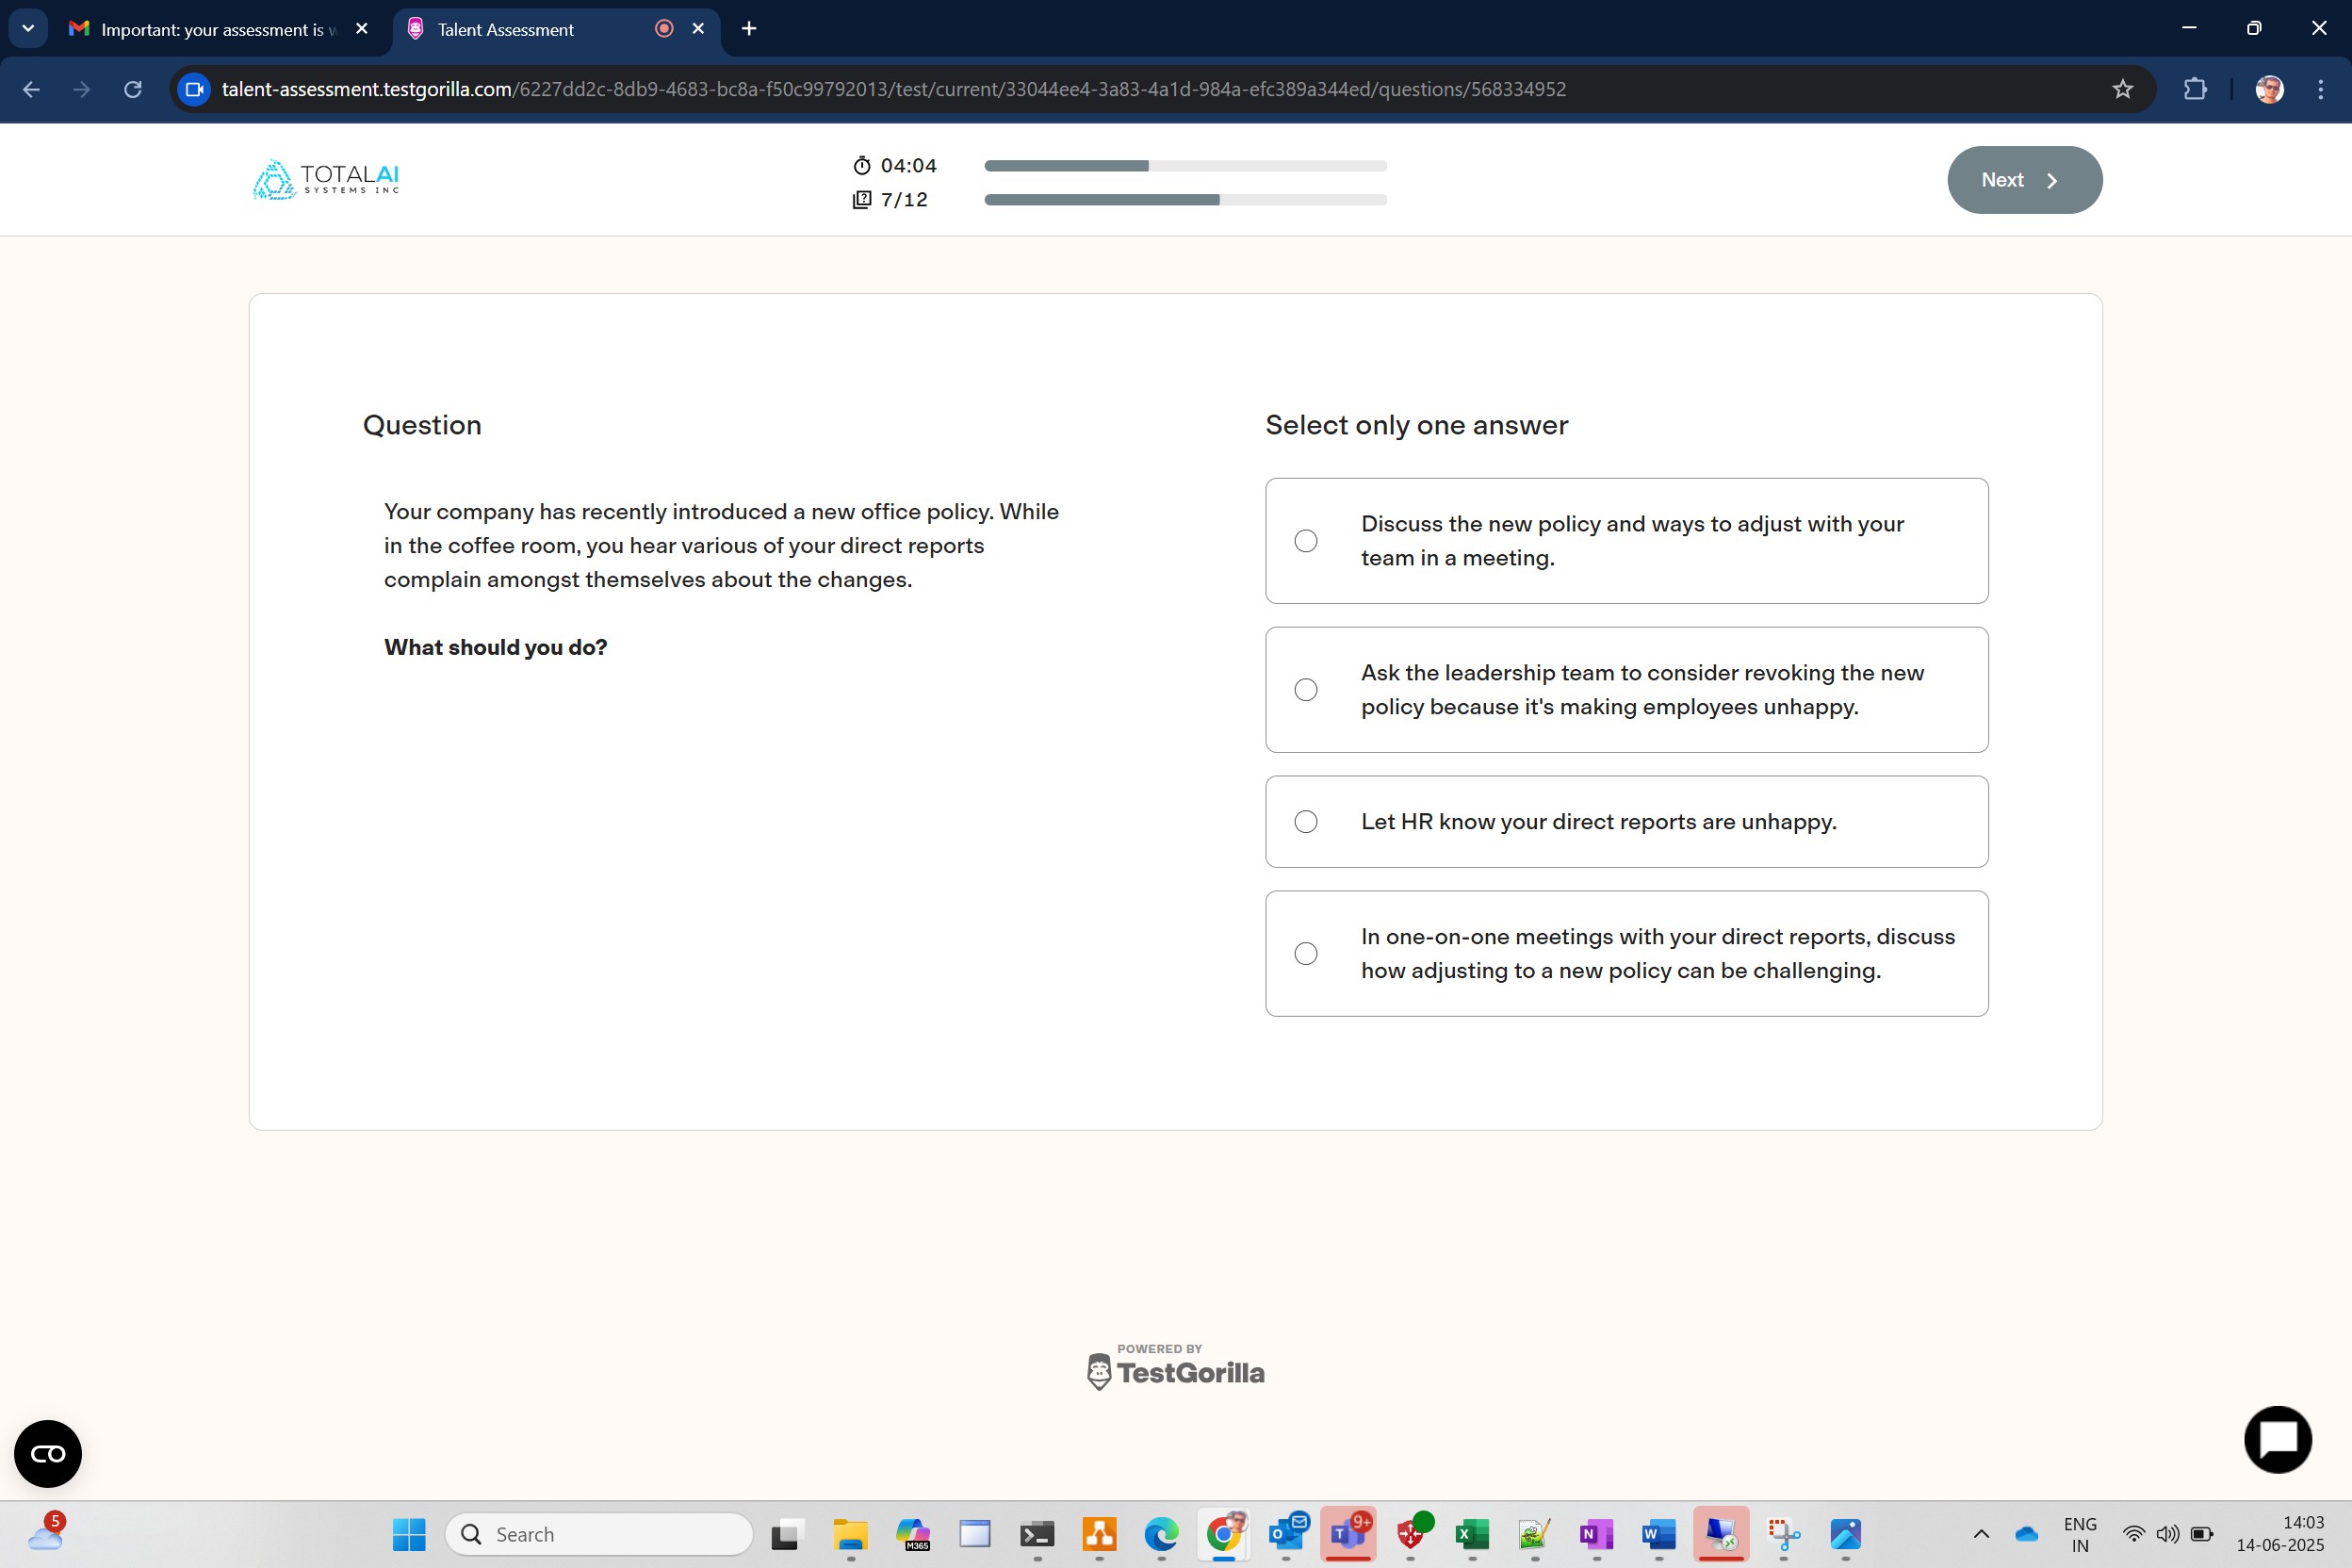 Important: your assessment is w
Talent Assessment
talent-assessment.testgorilla.com/6227dd2c-8db9-4683-bc8a-f50c99792013/test/current/33044ee4-3a83-4a1d-984a-efc389a344ed/questions/568334952
TOTALAI
SYSTEMS INC
04:04
7/12
Next
Question
Your company has recently introduced a new office policy. While
in the coffee room, you hear various of your direct reports
complain amongst themselves about the changes.
What should you do?
Select only one answer
Discuss the new policy and ways to adjust with your
team in a meeting.
Ask the leadership team to consider revoking the new
policy because it's making employees unhappy.
Let HR know your direct reports are unhappy.
In one-on-one meetings with your direct reports, discuss
how adjusting to a new policy can be challenging.
POWERED BY
TestGorilla
5
Search
M365
9+
ENG
IN
14:03
14-06-2025